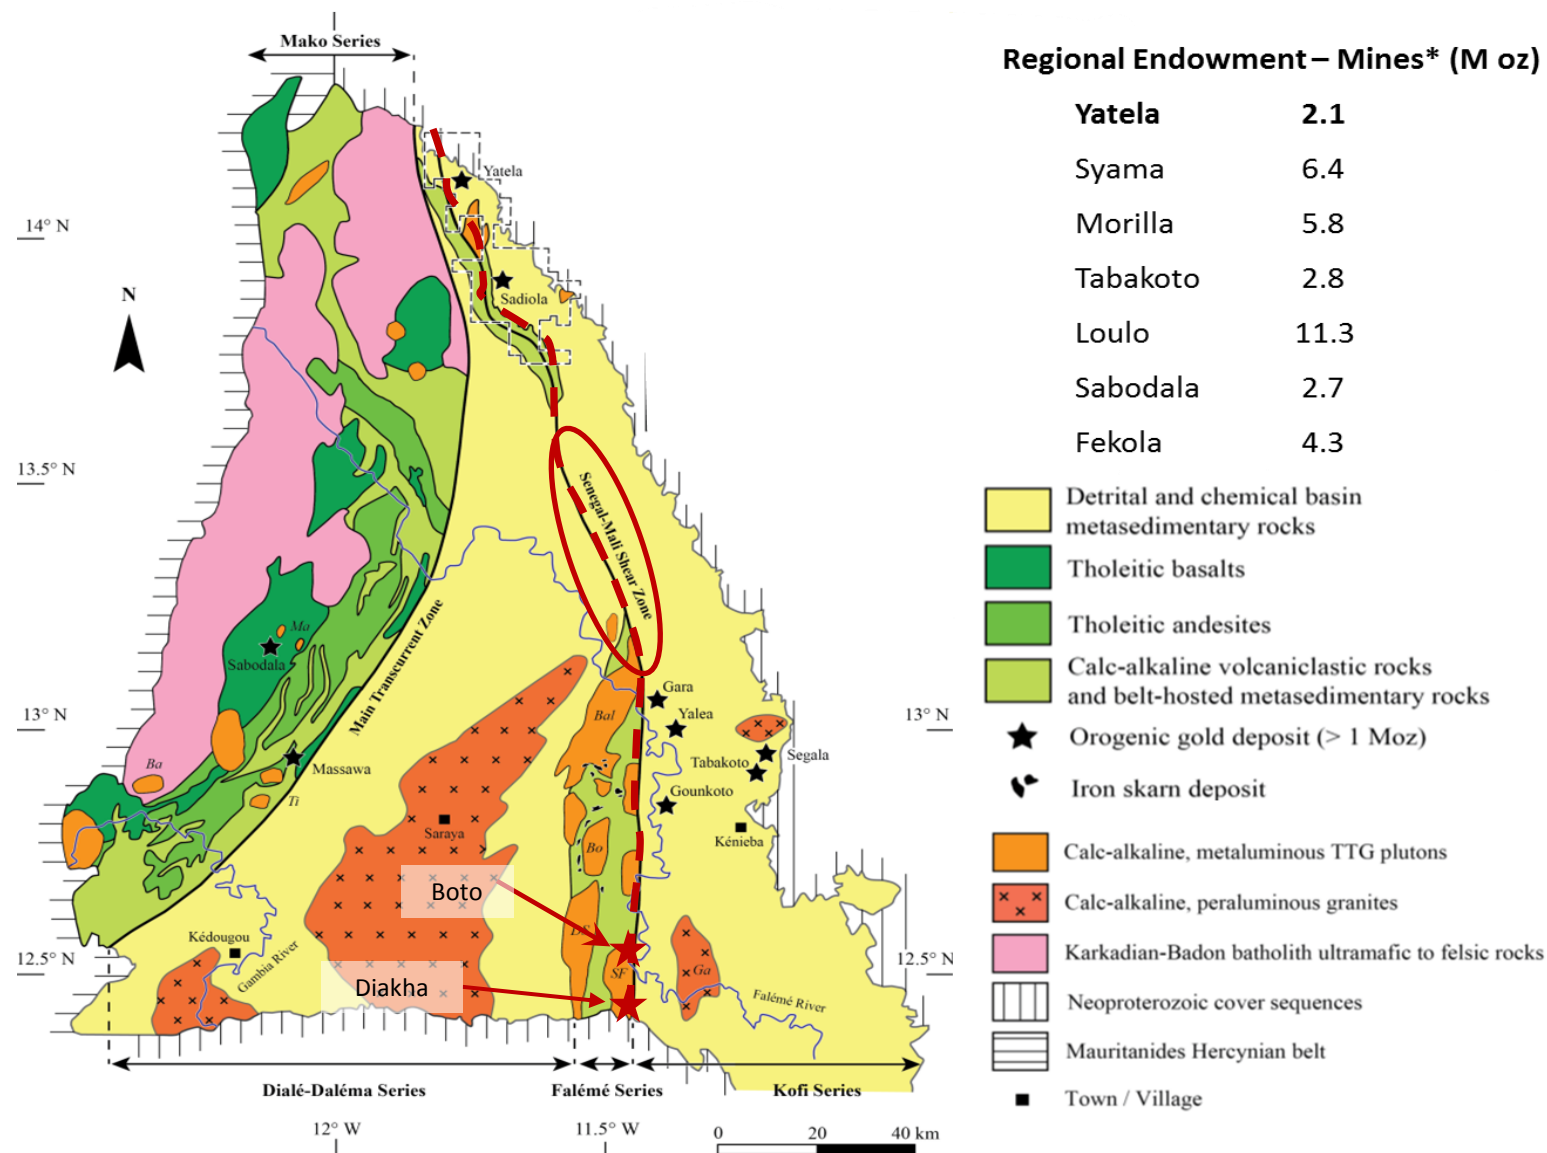 Mako Series
Regional Endowment – Mines* (M oz)
Yatela 2.1
Syama 6.4
Morilla 5.8
Tabakoto 2.8
Loulo 11.3
Sabodala 2.7
Fekola 4.3
Yatela
14° N
Sadiola
N
13.5° N
Senegal-Mali Shear Zone
Ma
Sabodala
Main Transcurrent Zone
Gara
13° N
Bal
Yalea
13° N
Segala
Tabakoto
Massawa
Ba
Ti
Gounkoto
Saraya
Kénieba
Bo
Boto
Kédougou
Gambia River
12.5° N
SF
Ga
12.5° N
Diakha
Falémé River
Dialé-Daléma Series
Falémé Series
Kofi Series
12° W
11.5° W
0 20 40 km
Detrital and chemical basin
metasedimentary rocks
Tholeitic basalts
Tholeitic andesites
Calc-alkaline volcaniclastic rocks
and belt-hosted metasedimentary rocks
Orogenic gold deposit (> 1 Moz)
Iron skarn deposit
Calc-alkaline, metaluminous TTG plutons
Calc-alkaline, peraluminous granites
Karkadian-Badon batholith ultramafic to felsic rocks
Neoproterozoic cover sequences
Mauritanides Hercynian belt
Town / Village